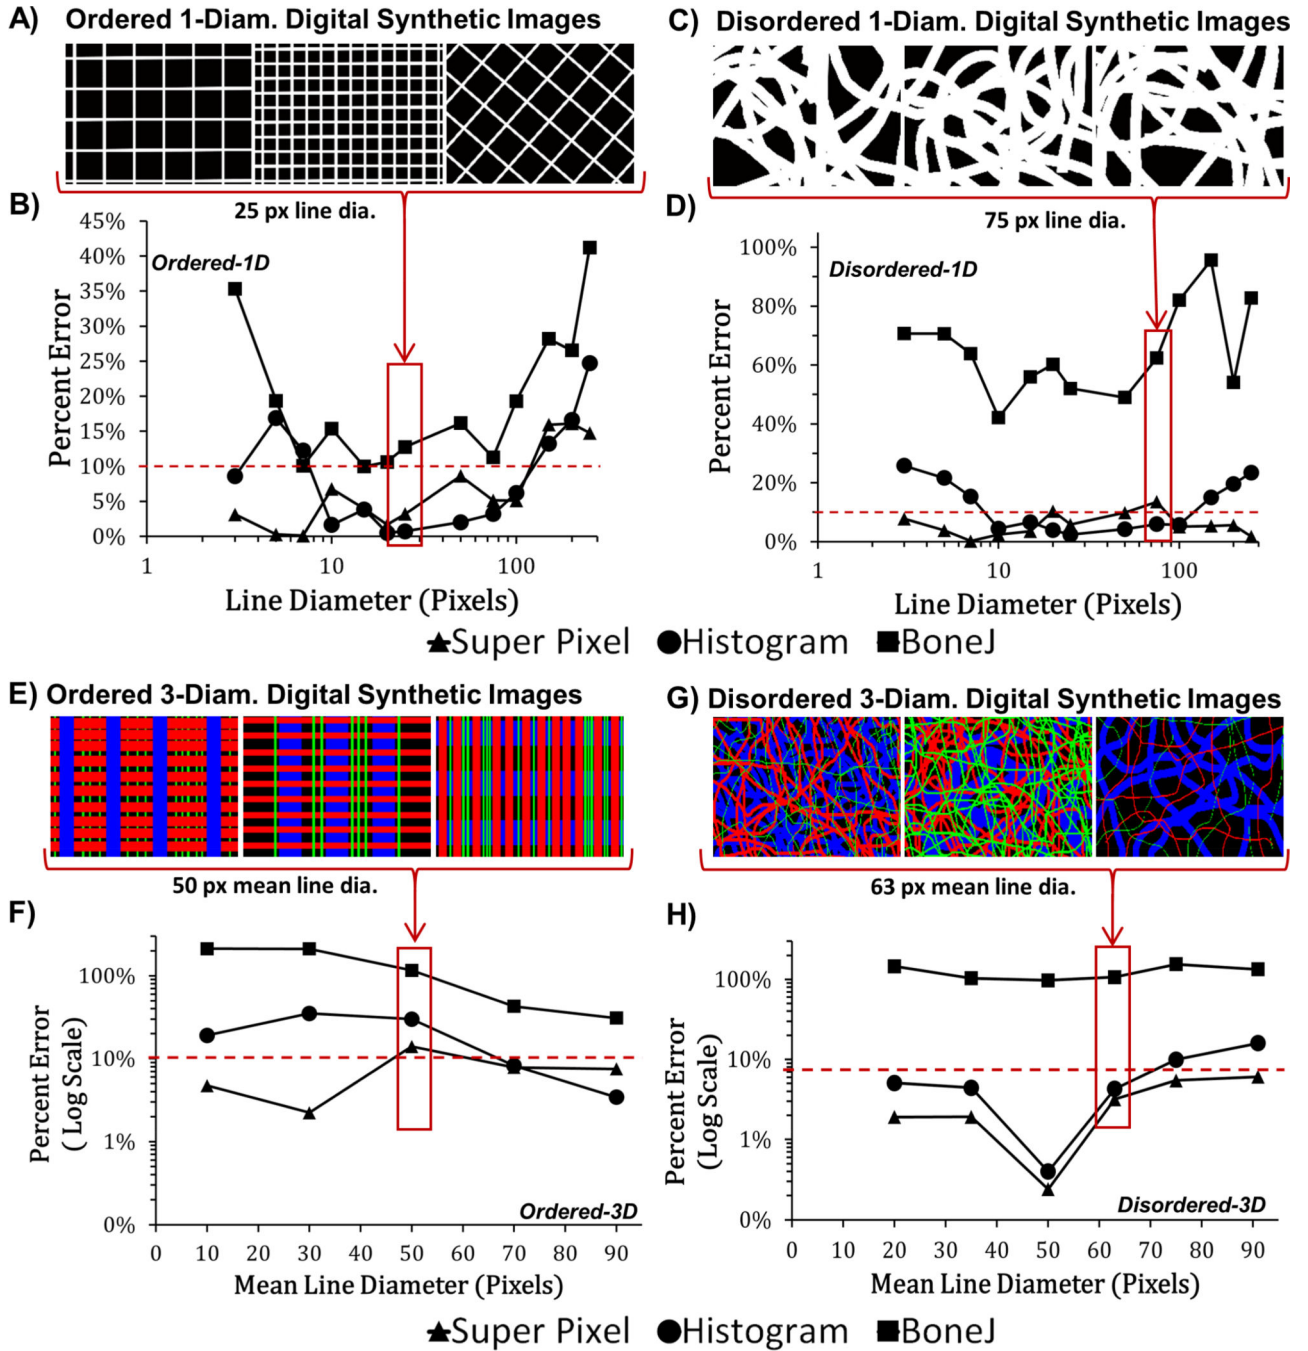 A) Ordered 1-Diam. Digital Synthetic Images
25 px line dia.
B)
45%
40%
35%
30%
25%
20%
15%
10%
5%
0%
Percent Error
Ordered-1D
1
10
100
Line Diameter (Pixels)
C) Disordered 1-Diam. Digital Synthetic Images
75 px line dia.
D)
100%
80%
60%
40%
20%
0%
Percent Error
Disordered-1D
1
10
100
Line Diameter (Pixels)
Super Pixel Histogram BoneJ
E) Ordered 3-Diam. Digital Synthetic Images
50 px mean line dia.
F)
100%
10%
1%
0%
Percent Error
( Log Scale)
Ordered-3D
0 10 20 30 40 50 60 70 80 90
Mean Line Diameter (Pixels)
G) Disordered 3-Diam. Digital Synthetic Images
63 px mean line dia.
H)
100%
10%
1%
0%
Percent Error
(Log Scale)
Disordered-3D
0 10 20 30 40 50 60 70 80 90
Mean Line Diameter (Pixels)
Super Pixel Histogram BoneJ